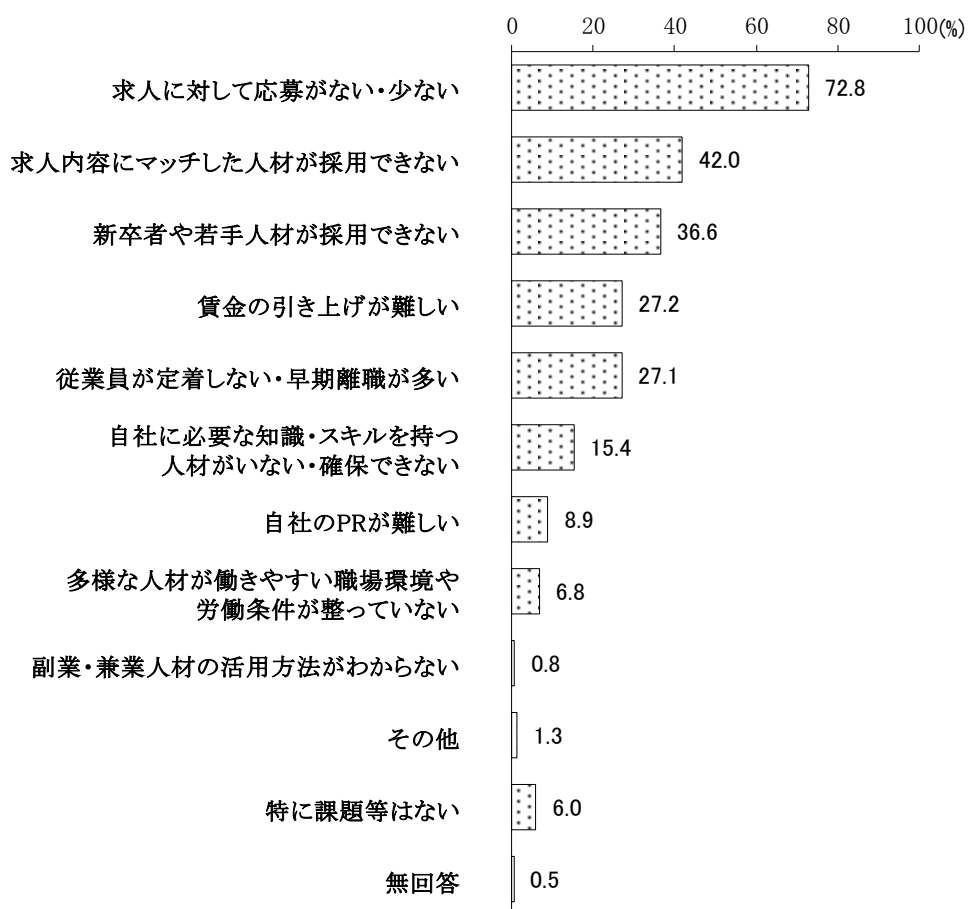 0 20 40 60 80 100(%)
求人に対して応募がない・少ない 72.8
求人内容にマッチした人材が採用できない 42.0
新卒者や若手人材が採用できない 36.6
賃金の引き上げが難しい 27.2
従業員が定着しない・早期離職が多い 27.1
自社に必要な知識・スキルを持つ
人材がいない・確保できない 15.4
自社のPRが難しい 8.9
多様な人材が働きやすい職場環境や
労働条件が整っていない 6.8
副業・兼業人材の活用方法がわからない 0.8
その他 1.3
特に課題等はない 6.0
無回答 0.5